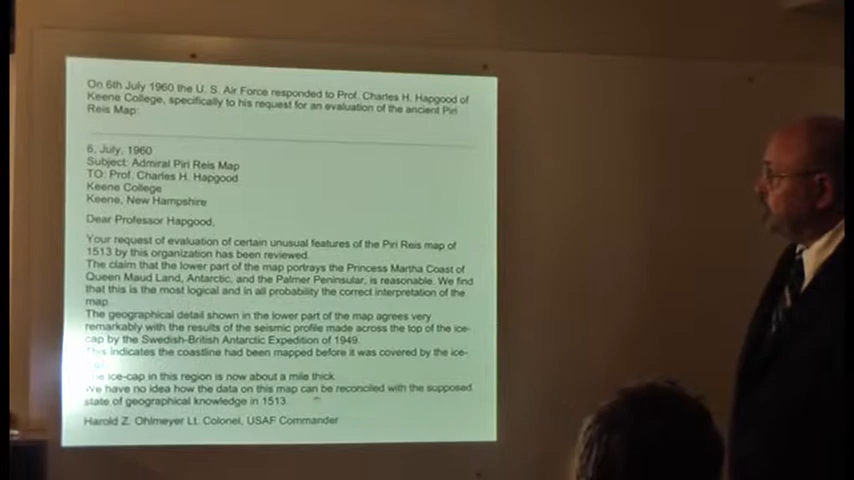 On 6th July 1960 the U. S. Air Force responded to Prof. Charles H. Hapgood of
Keene College, specifically to his request for an evaluation of the ancient Piri
Reis Map:
6, July, 1960
Subject: Admiral Piri Reis Map
TO: Prof. Charles H. Hapgood
Keene College
Keene, New Hampshire
Dear Professor Hapgood,
Your request of evaluation of certain unusual features of the Piri Reis map of
1513 by this organization has been reviewed.
The claim that the lower part of the map portrays the Princess Martha Coast of
Queen Maud Land, Antarctic, and the Palmer Peninsular, is reasonable. We find
that this is the most logical and in all probability the correct interpretation of the
map.
The geographical detail shown in the lower part of the map agrees very
remarkably with the results of the seismic profile made across the top of the ice-
cap by the Swedish-British Antarctic Expedition of 1949.
This indicates the coastline had been mapped before it was covered by the ice-
ice-cap in this region is now about a mile thick.
We have no idea how the data on this map can be reconciled with the supposed
state of geographical knowledge in 1513.
Harold Z. Ohlmeyer Lt. Colonel, USAF Commander